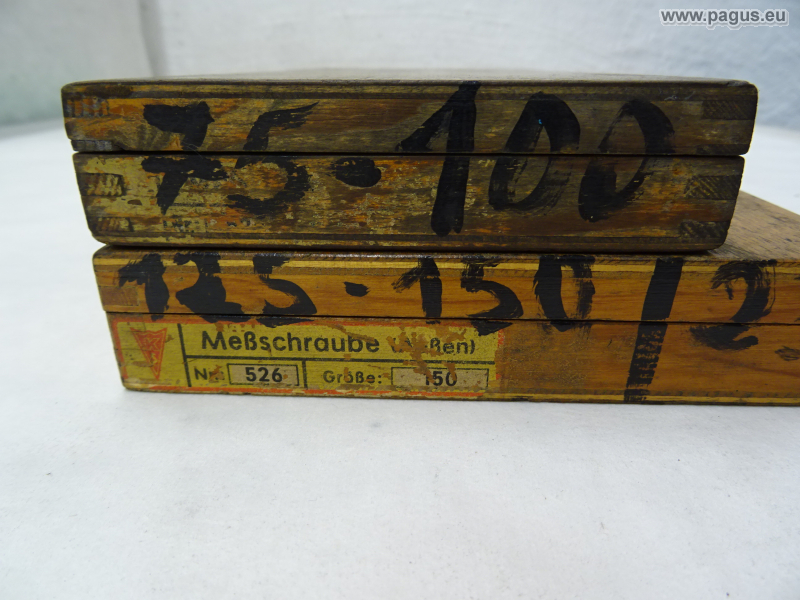 www.pagus.eu
75-100
125-150 | 2
Meßschraube
Nr. 526 Größe: 150